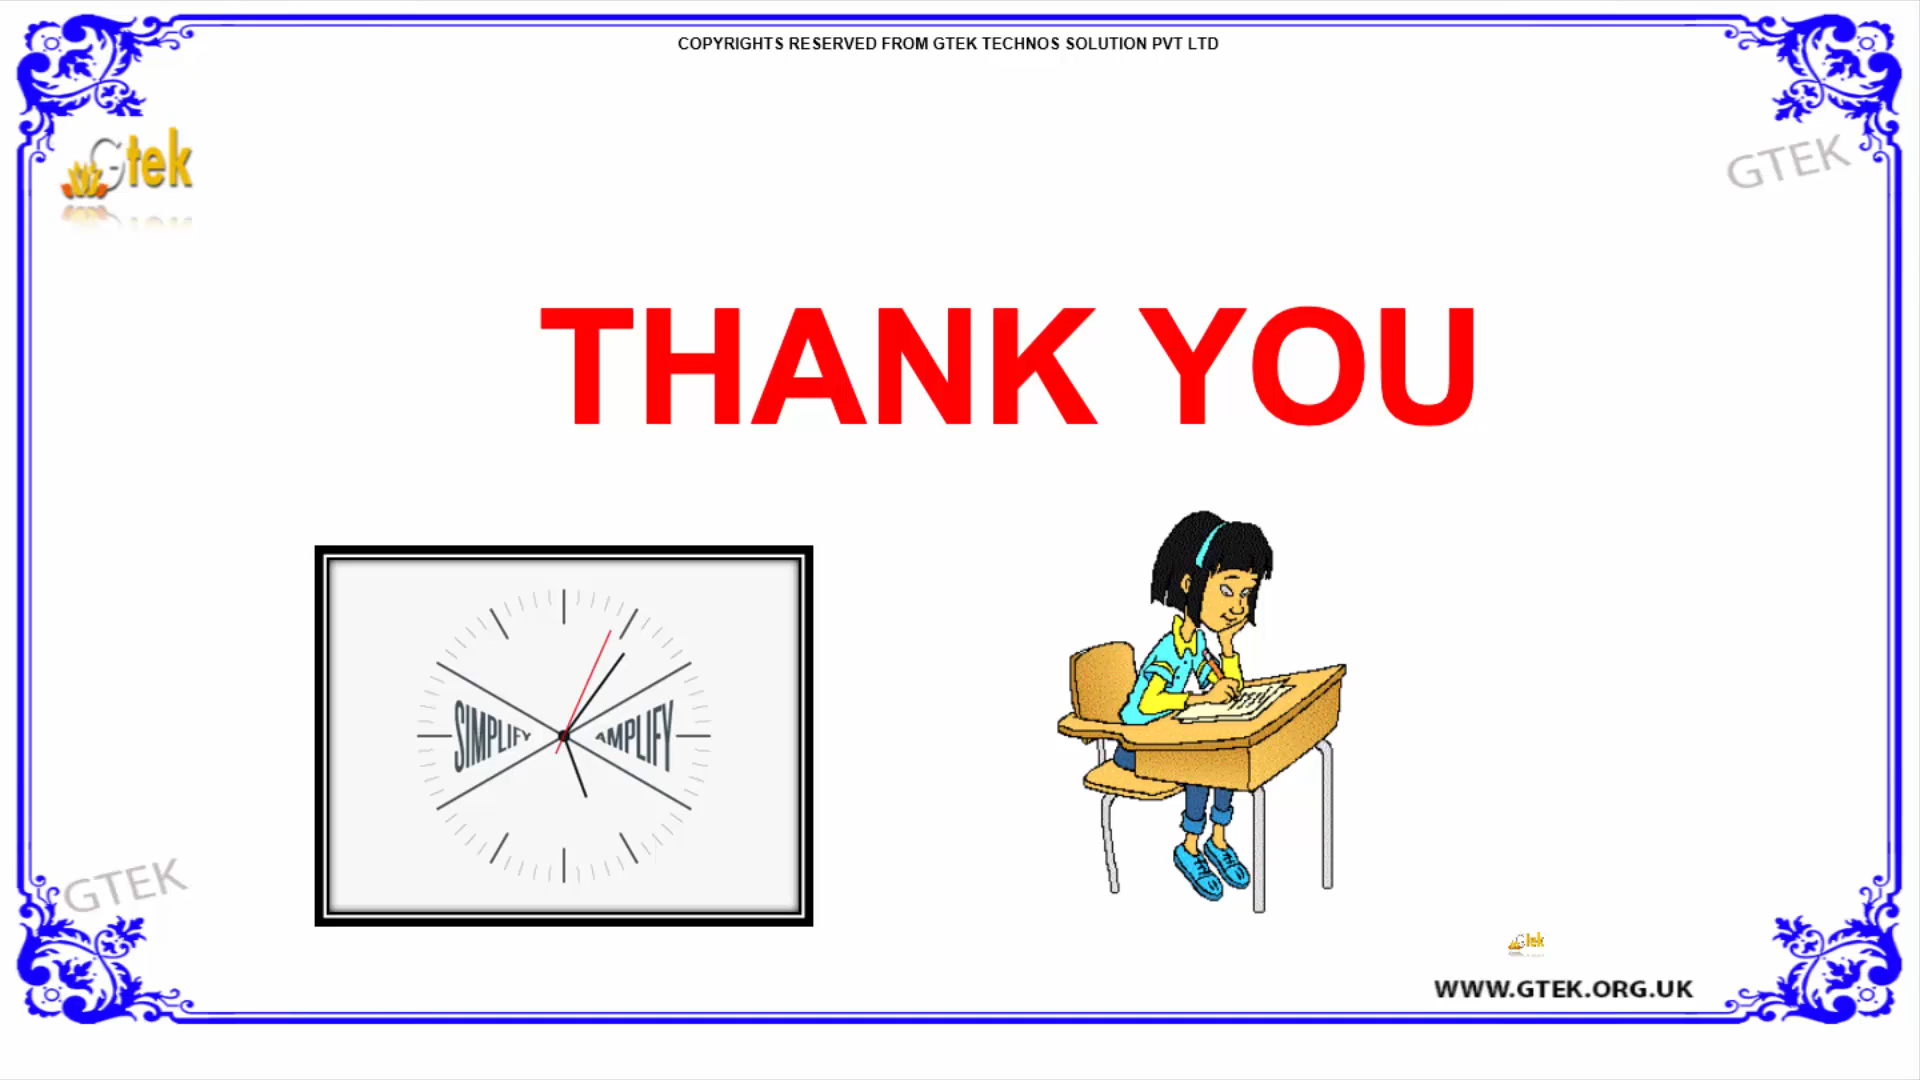 COPYRIGHTS RESERVED FROM GTEK TECHNOS SOLUTION PVT LTD
Gtek
GTEK
THANK YOU
SIMPLIFY AMPLIFY
GTEK
Gtek
WWW.GTEK.ORG.UK